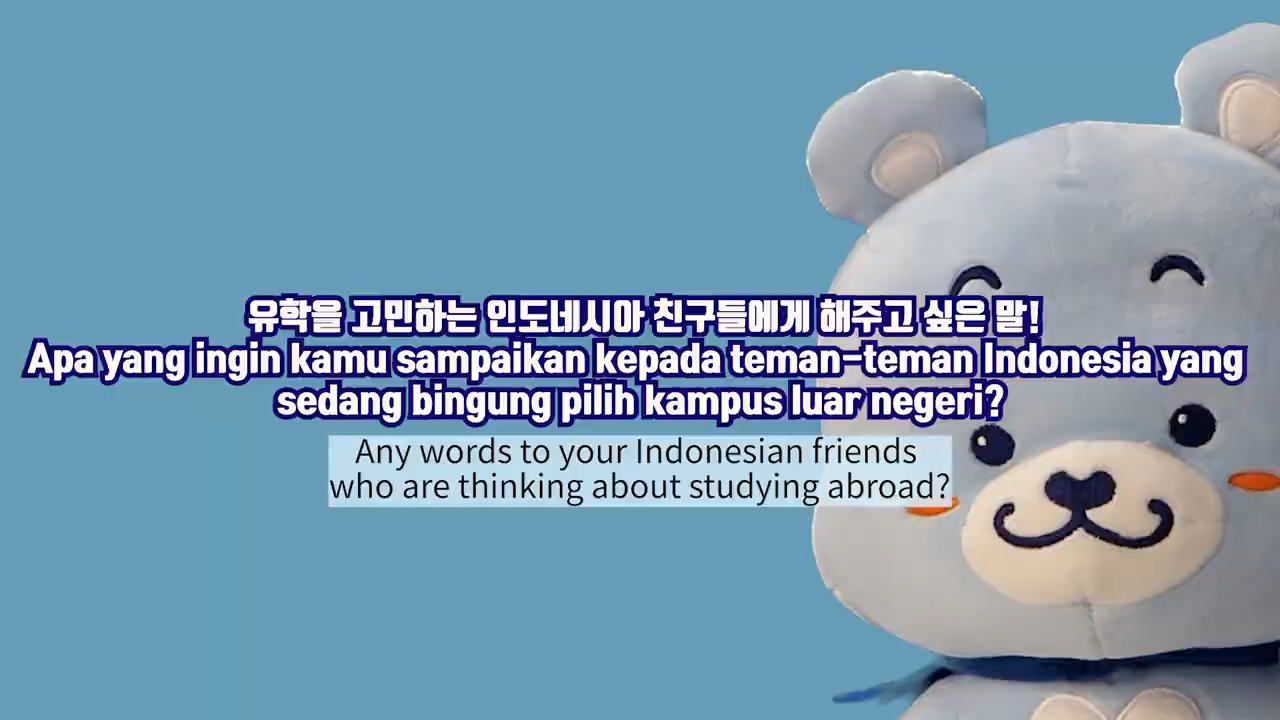 유학을 고민하는 인도네시아 친구들에게 해주고 싶은 말!
Apa yang ingin kamu sampaikan kepada teman-teman Indonesia yang
sedang bingung pilih kampus luar negeri?
Any words to your Indonesian friends
who are thinking about studying abroad?